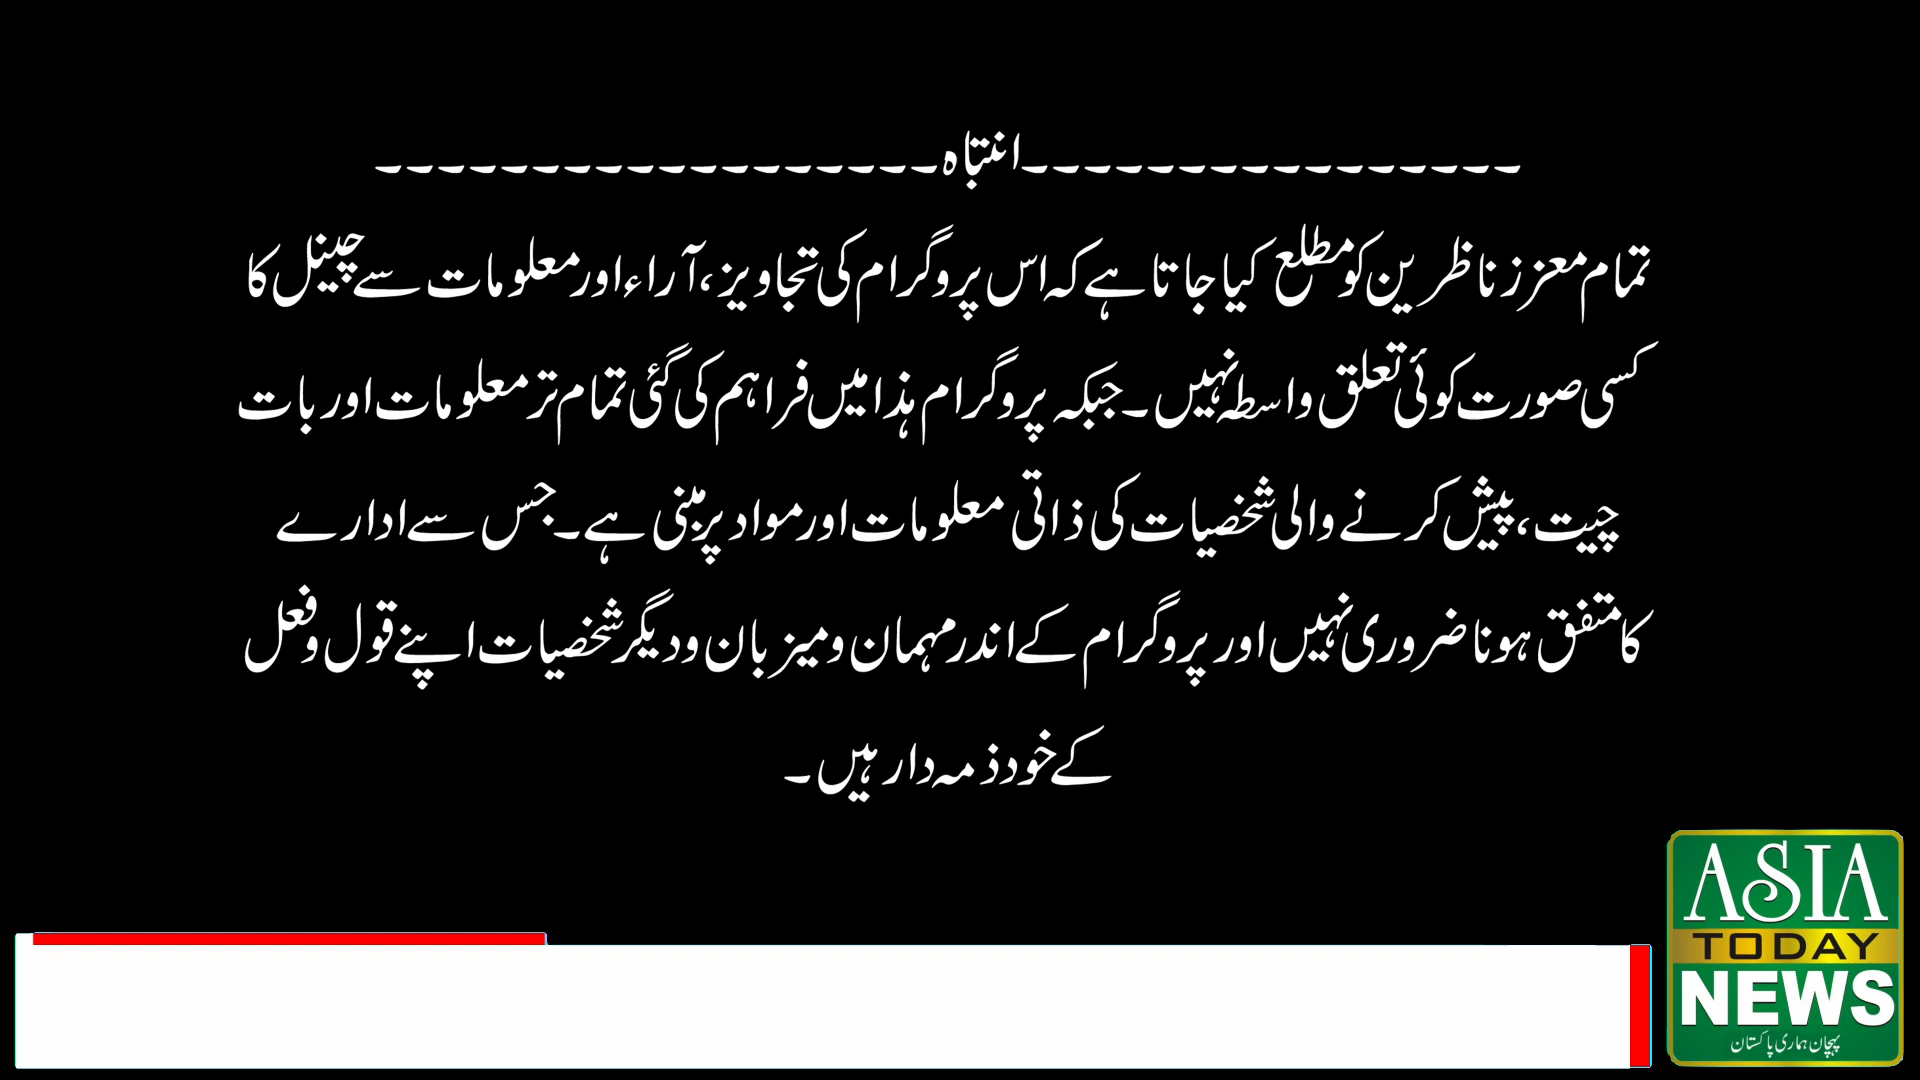 ۔۔۔۔۔۔۔۔۔۔۔۔۔۔۔۔انتباہ۔۔۔۔۔۔۔۔۔۔۔۔۔۔۔۔۔۔
تمام معزز ناظرین کو مطلع کیا جاتا ہے کہ اس پروگرام کی تجاویز، آراء اور معلومات سے چینل کا
کسی صورت کوئی تعلق واسطہ نہیں۔ جبکہ پروگرام ہذا میں فراہم کی گئی تمام تر معلومات اور بات
چیت، پیش کرنے والی شخصیات کی ذاتی معلومات اور مواد پر مبنی ہے۔ جس سے ادارے
کا متفق ہونا ضروری نہیں اور پروگرام کے اندر مہمان و میزبان و دیگر شخصیات اپنے قول و فعل
کے خود ذمہ دار ہیں۔
ASIA
TODAY
NEWS
پہچان ہماری پاکستان